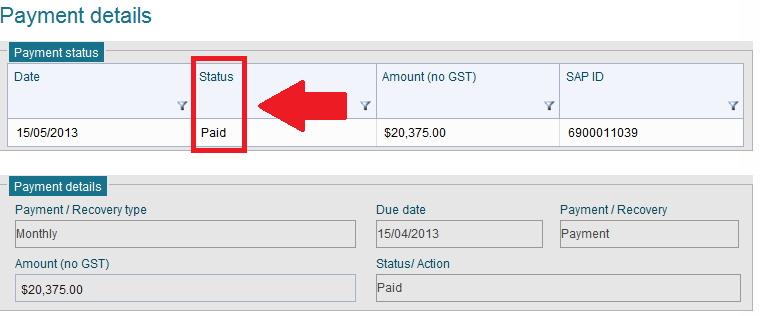 Payment details
Payment status
Date Status Amount (no GST) SAP ID
15/05/2013 Paid $20,375.00 6900011039
Payment details
Payment / Recovery type Due date Payment / Recovery
Monthly 15/04/2013 Payment
Amount (no GST) Status/ Action
$20,375.00 Paid